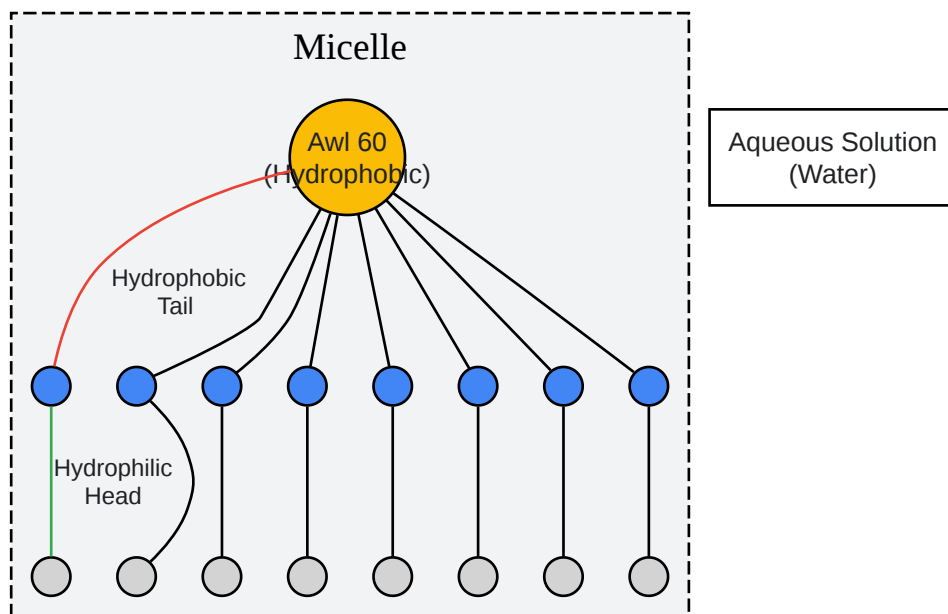 Micelle
Awl 60
(Hydrophobic)
Aqueous Solution
(Water)
Hydrophobic
Tail
Hydrophilic
Head